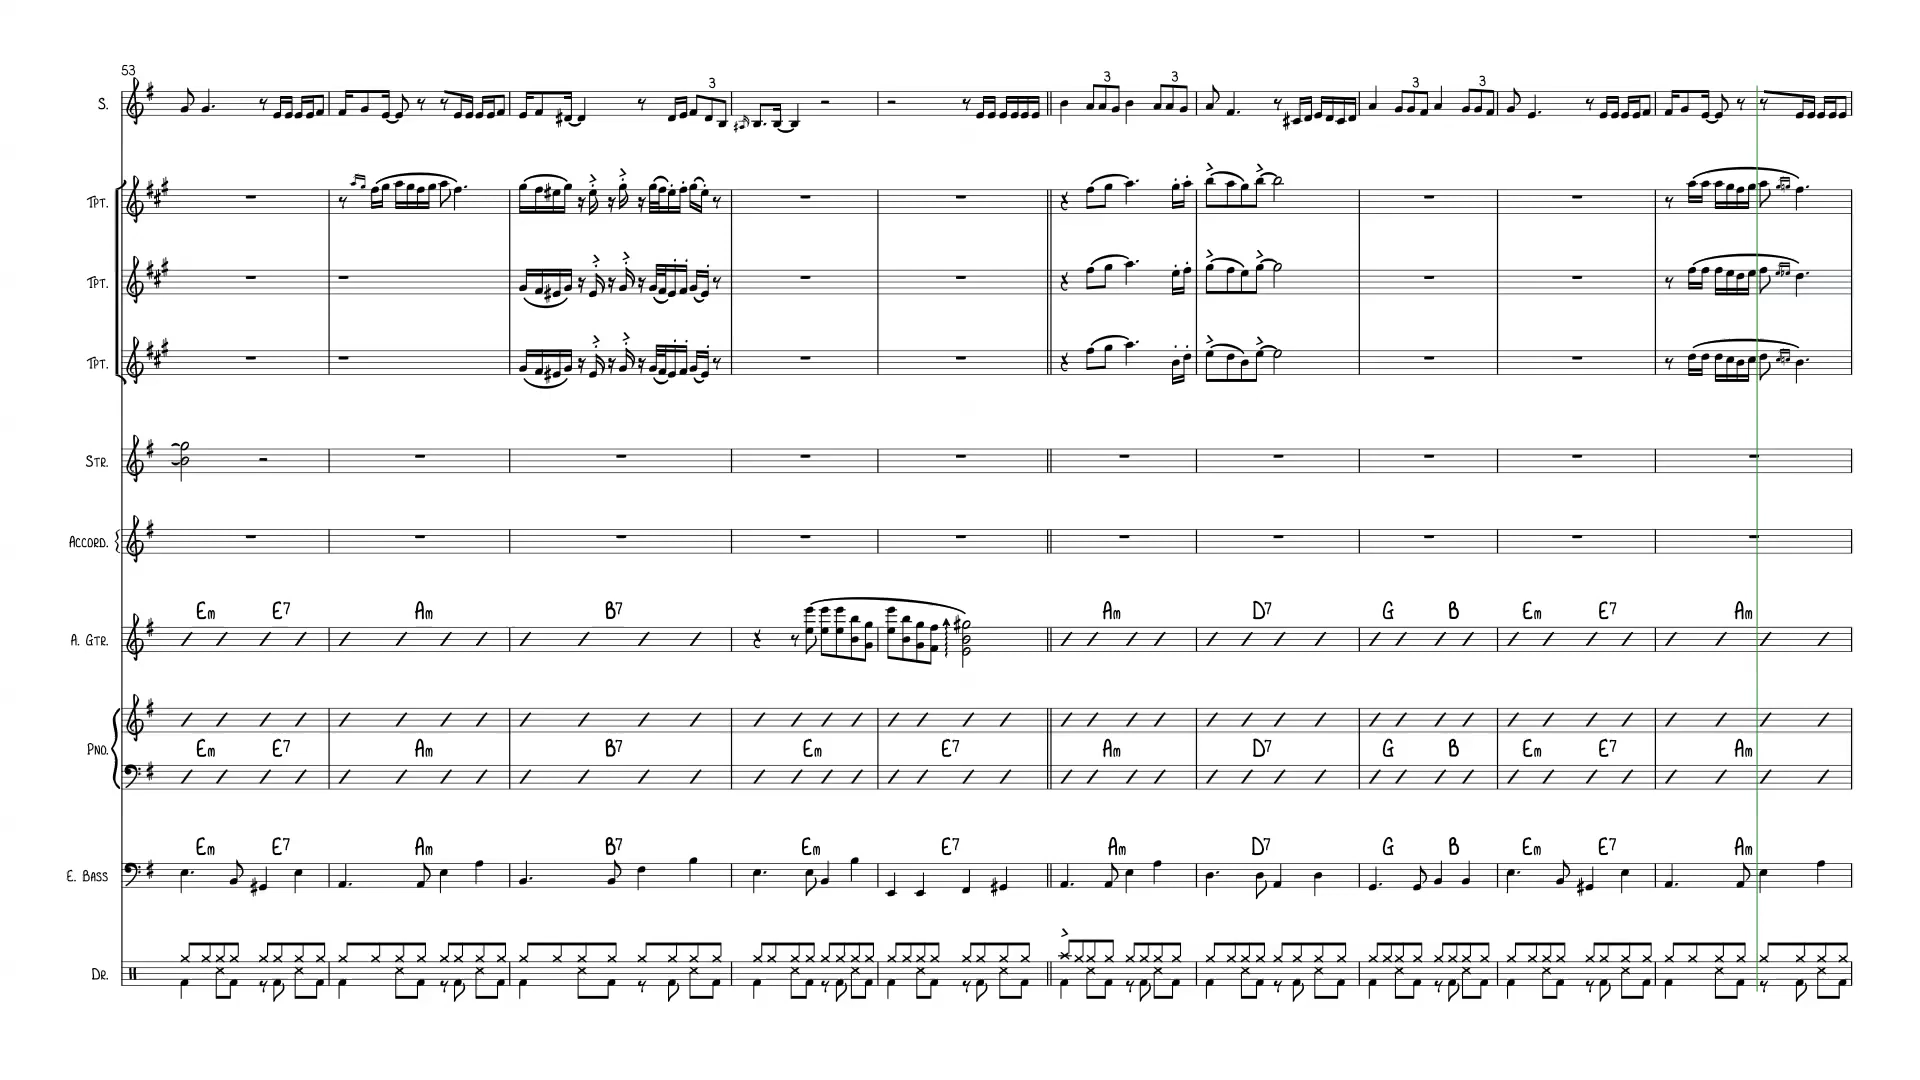 53
S.
3
3
3
3
3
Tpt.
Tpt.
Tpt.
Str.
Accord.
Em E7 Am B7 Am D7 G B Em E7 Am
A. Gtr.
Pno.
Em E7 Am B7 Em E7 Am D7 G B Em E7 Am
Em E7 Am B7 Em E7 Am D7 G B Em E7 Am
E. Bass
Dr.